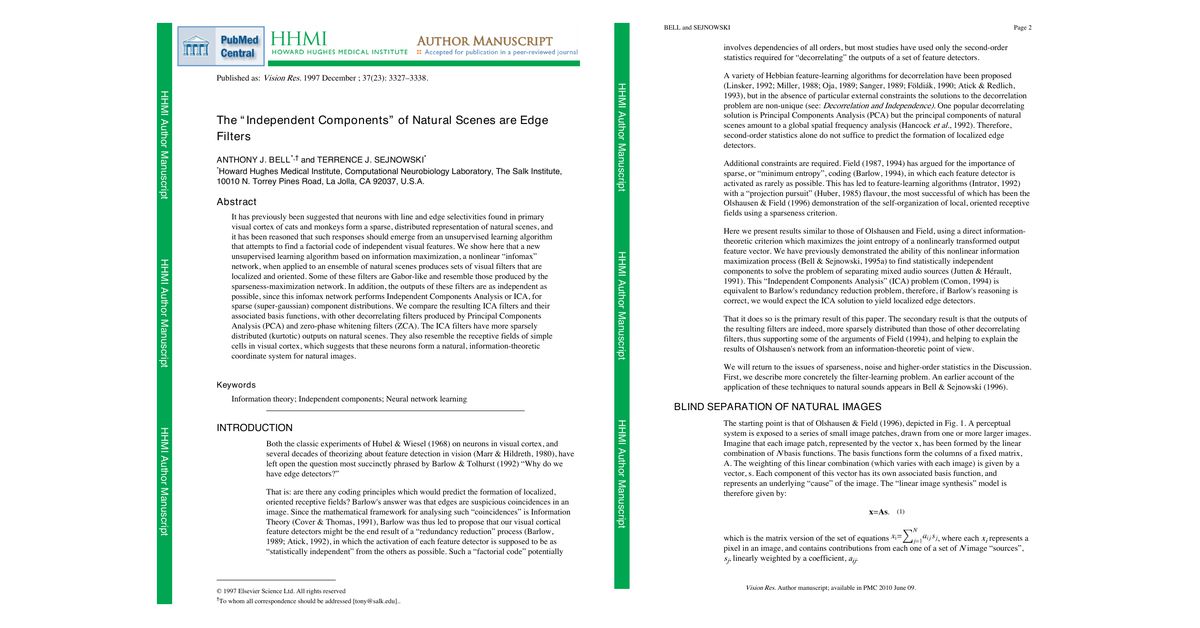 PubMed
Central
HHMI
HOWARD HUGHES MEDICAL INSTITUTE
AUTHOR MANUSCRIPT
Accepted for publication in a peer-reviewed journal
HHMI Author Manuscript
HHMI Author Manuscript
HHMI Author Manuscript
Published as: Vision Res. 1997 December ; 37(23): 3327–3338.
The “Independent Components” of Natural Scenes are Edge
Filters
ANTHONY J. BELL*,† and TERRENCE J. SEJNOWSKI*
*Howard Hughes Medical Institute, Computational Neurobiology Laboratory, The Salk Institute,
10010 N. Torrey Pines Road, La Jolla, CA 92037, U.S.A.
Abstract
It has previously been suggested that neurons with line and edge selectivities found in primary
visual cortex of cats and monkeys form a sparse, distributed representation of natural scenes, and
it has been reasoned that such responses should emerge from an unsupervised learning algorithm
that attempts to find a factorial code of independent visual features. We show here that a new
unsupervised learning algorithm based on information maximization, a nonlinear “infomax”
network, when applied to an ensemble of natural scenes produces sets of visual filters that are
localized and oriented. Some of these filters are Gabor-like and resemble those produced by the
sparseness-maximization network. In addition, the outputs of these filters are as independent as
possible, since this infomax network performs Independent Components Analysis or ICA, for
sparse (super-gaussian) component distributions. We compare the resulting ICA filters and their
associated basis functions, with other decorrelating filters produced by Principal Components
Analysis (PCA) and zero-phase whitening filters (ZCA). The ICA filters have more sparsely
distributed (kurtotic) outputs on natural scenes. They also resemble the receptive fields of simple
cells in visual cortex, which suggests that these neurons form a natural, information-theoretic
coordinate system for natural images.
Keywords
Information theory; Independent components; Neural network learning
INTRODUCTION
Both the classic experiments of Hubel & Wiesel (1968) on neurons in visual cortex, and
several decades of theorizing about feature detection in vision (Marr & Hildreth, 1980), have
left open the question most succinctly phrased by Barlow & Tolhurst (1992) “Why do we
have edge detectors?”
That is: are there any coding principles which would predict the formation of localized,
oriented receptive fields? Barlow's answer was that edges are suspicious coincidences in an
image. Since the mathematical framework for analysing such “coincidences” is Information
Theory (Cover & Thomas, 1991), Barlow was thus led to propose that our visual cortical
feature detectors might be the end result of a “redundancy reduction” process (Barlow,
1989; Atick, 1992), in which the activation of each feature detector is supposed to be as
“statistically independent” from the others as possible. Such a “factorial code” potentially
© 1997 Elsevier Science Ltd. All rights reserved
†To whom all correspondence should be addressed [tony@salk.edu]..
BELL and SEJNOWSKI
Page 2
HHMI Author Manuscript
HHMI Author Manuscript
HHMI Author Manuscript
involves dependencies of all orders, but most studies have used only the second-order
statistics required for “decorrelating” the outputs of a set of feature detectors.
A variety of Hebbian feature-learning algorithms for decorrelation have been proposed
(Linsker, 1992; Miller, 1988; Oja, 1989; Sanger, 1989; Földiák, 1990; Atick & Redlich,
1993), but in the absence of particular external constraints the solutions to the decorrelation
problem are non-unique (see: Decorrelation and Independence). One popular decorrelating
solution is Principal Components Analysis (PCA) but the principal components of natural
scenes amount to a global spatial frequency analysis (Hancock et al., 1992). Therefore,
second-order statistics alone do not suffice to predict the formation of localized edge
detectors.
Additional constraints are required. Field (1987, 1994) has argued for the importance of
sparse, or “minimum entropy”, coding (Barlow, 1994), in which each feature detector is
activated as rarely as possible. This has led to feature-learning algorithms (Intrator, 1992)
with a “projection pursuit” (Huber, 1985) flavour, the most successful of which has been the
Olshausen & Field (1996) demonstration of the self-organization of local, oriented receptive
fields using a sparseness criterion.
Here we present results similar to those of Olshausen and Field, using a direct information-
theoretic criterion which maximizes the joint entropy of a nonlinearly transformed output
feature vector. We have previously demonstrated the ability of this nonlinear information
maximization process (Bell & Sejnowski, 1995a) to find statistically independent
components to solve the problem of separating mixed audio sources (Jutten & Hérault,
1991). This “Independent Components Analysis” (ICA) problem (Comon, 1994) is
equivalent to Barlow's redundancy reduction problem, therefore, if Barlow's reasoning is
correct, we would expect the ICA solution to yield localized edge detectors.
That it does so is the primary result of this paper. The secondary result is that the outputs of
the resulting filters are indeed, more sparsely distributed than those of other decorrelating
filters, thus supporting some of the arguments of Field (1994), and helping to explain the
results of Olshausen's network from an information-theoretic point of view.
We will return to the issues of sparseness, noise and higher-order statistics in the Discussion.
First, we describe more concretely the filter-learning problem. An earlier account of the
application of these techniques to natural sounds appears in Bell & Sejnowski (1996).
BLIND SEPARATION OF NATURAL IMAGES
The starting point is that of Olshausen & Field (1996), depicted in Fig. 1. A perceptual
system is exposed to a series of small image patches, drawn from one or more larger images.
Imagine that each image patch, represented by the vector x, has been formed by the linear
combination of N basis functions. The basis functions form the columns of a fixed matrix,
A. The weighting of this linear combination (which varies with each image) is given by a
vector, s. Each component of this vector has its own associated basis function, and
represents an underlying “cause” of the image. The “linear image synthesis” model is
therefore given by:
x=As, (1)
which is the matrix version of the set of equations xi=∑j=1N aijsj, where each xi represents a
pixel in an image, and contains contributions from each one of a set of N image “sources”,
sj, linearly weighted by a coefficient, aij.
Vision Res. Author manuscript; available in PMC 2010 June 09.